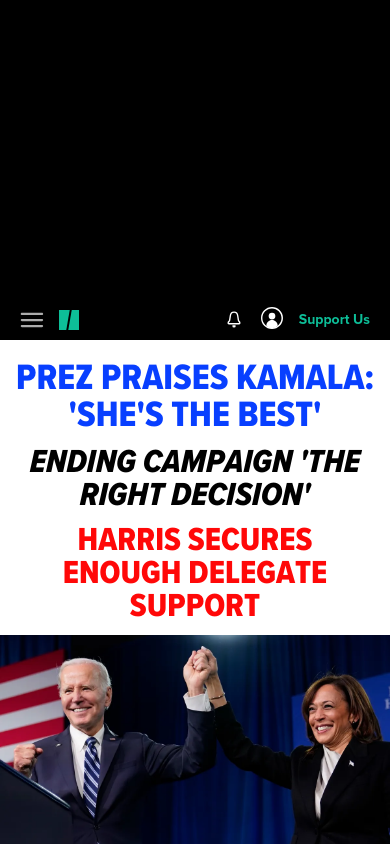 Support Us
PREZ PRAISES KAMALA:
'SHE'S THE BEST'
ENDING CAMPAIGN 'THE
RIGHT DECISION'
HARRIS SECURES
ENOUGH DELEGATE
SUPPORT